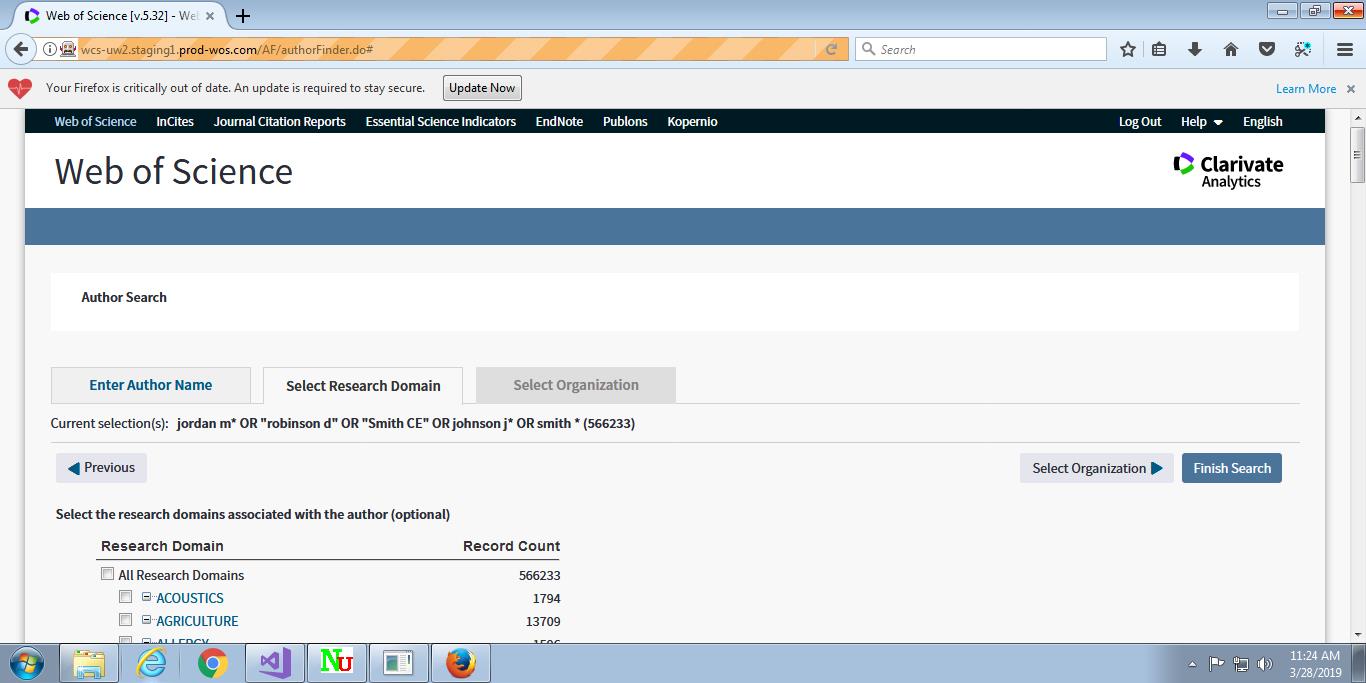 Web of Science [v.5.32] - We
wcs-uw2.staging1.prod-wos.com/AF/authorFinder.do#
Search
Your Firefox is critically out of date. An update is required to stay secure.
Update Now
Learn More
Web of Science InCites Journal Citation Reports Essential Science Indicators EndNote Publons Kopernio Log Out Help English
Web of Science
Clarivate
Analytics
Author Search
Enter Author Name Select Research Domain Select Organization
Current selection(s): jordan m* OR "robinson d" OR "Smith CE" OR johnson j* OR smith * (566233)
Previous Select Organization Finish Search
Select the research domains associated with the author (optional)
Research Domain Record Count
All Research Domains 566233
ACOUSTICS 1794
AGRICULTURE 13709
ALLERGY
Nu
11:24 AM
3/28/2019